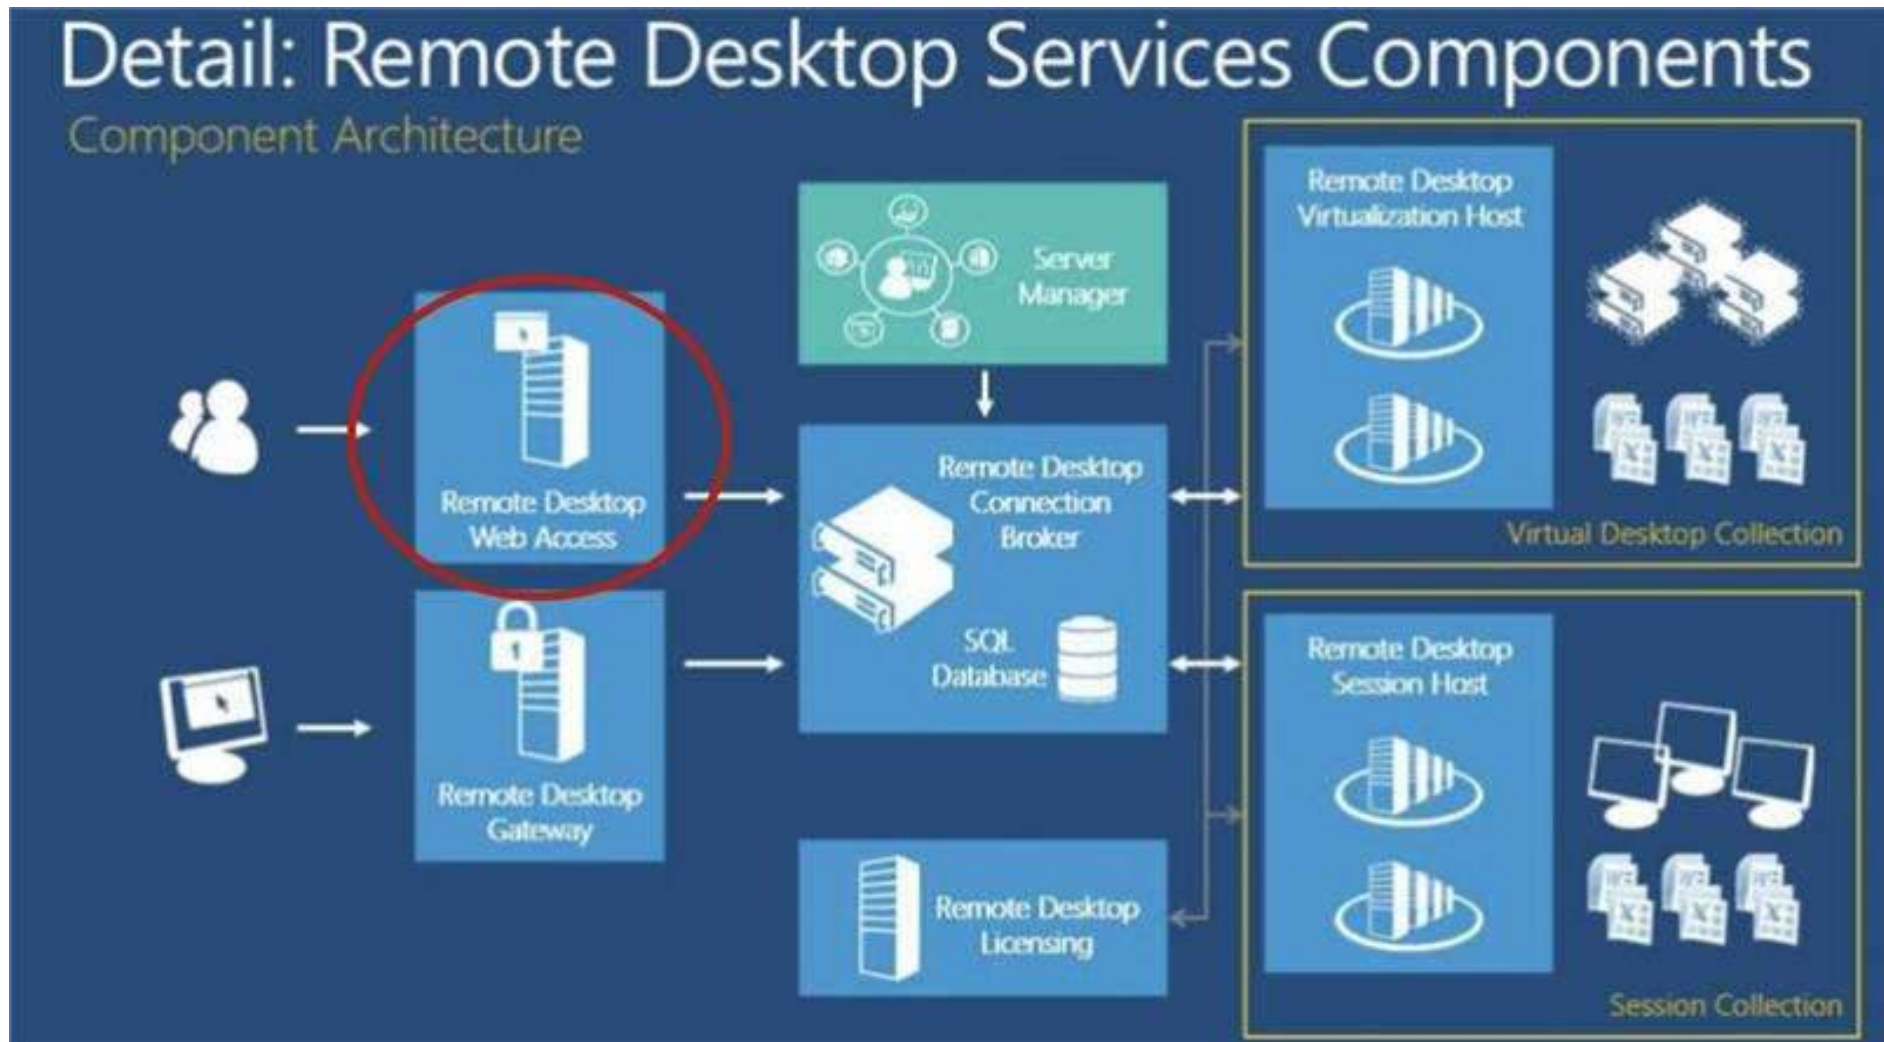 Detail: Remote Desktop Services Components
Component Architecture
Server
Manager
Remote Desktop
Web Access
Remote Desktop
Gateway
Remote Desktop
Connection
Broker
SQL
Database
Remote Desktop
Licensing
Remote Desktop
Virtualization Host
Virtual Desktop Collection
Remote Desktop
Session Host
Session Collection